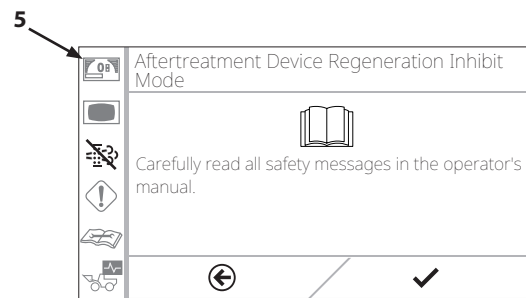 5
Aftertreatment Device Regeneration Inhibit
Mode
Carefully read all safety messages in the operator's
manual.